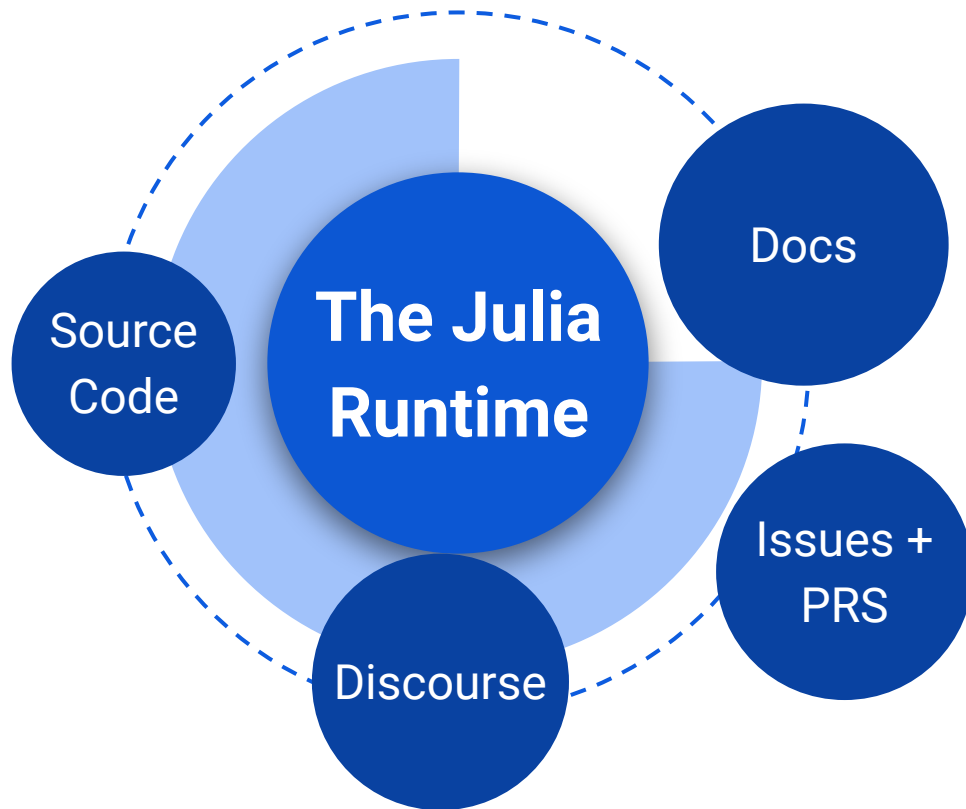 The Julia
Runtime
Docs
Source
Code
Issues +
PRS
Discourse